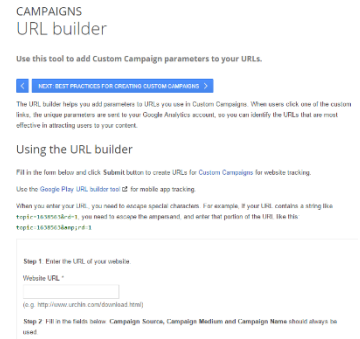 CAMPAIGNS
URL builder
Use this tool to add Custom Campaign parameters to your URLs.
NEXT: BEST PRACTICES FOR CREATING CUSTOM CAMPAIGNS
The URL builder helps you add parameters to URLs you use in Custom Campaigns. When users click one of the custom
links, the unique parameters are sent to your Google Analytics account, so you can identify the URLs that are most
effective in attracting users to your content.
Using the URL builder
Fill in the form below and click Submit button to create URLs for Custom Campaigns for website tracking.
Use the Google Play URL builder tool for mobile app tracking.
When you enter your URL, you need to escape special characters. For example, if your URL contains a string like
topic=1638563&rd=1, you need to escape the ampersand, and enter that portion of the URL like this:
topic=1638563&amp;rd=1.
Step 1: Enter the URL of your website.
Website URL *
(e.g. http://www.urchin.com/download.html)
Step 2: Fill in the fields below. Campaign Source, Campaign Medium and Campaign Name should always be
used.